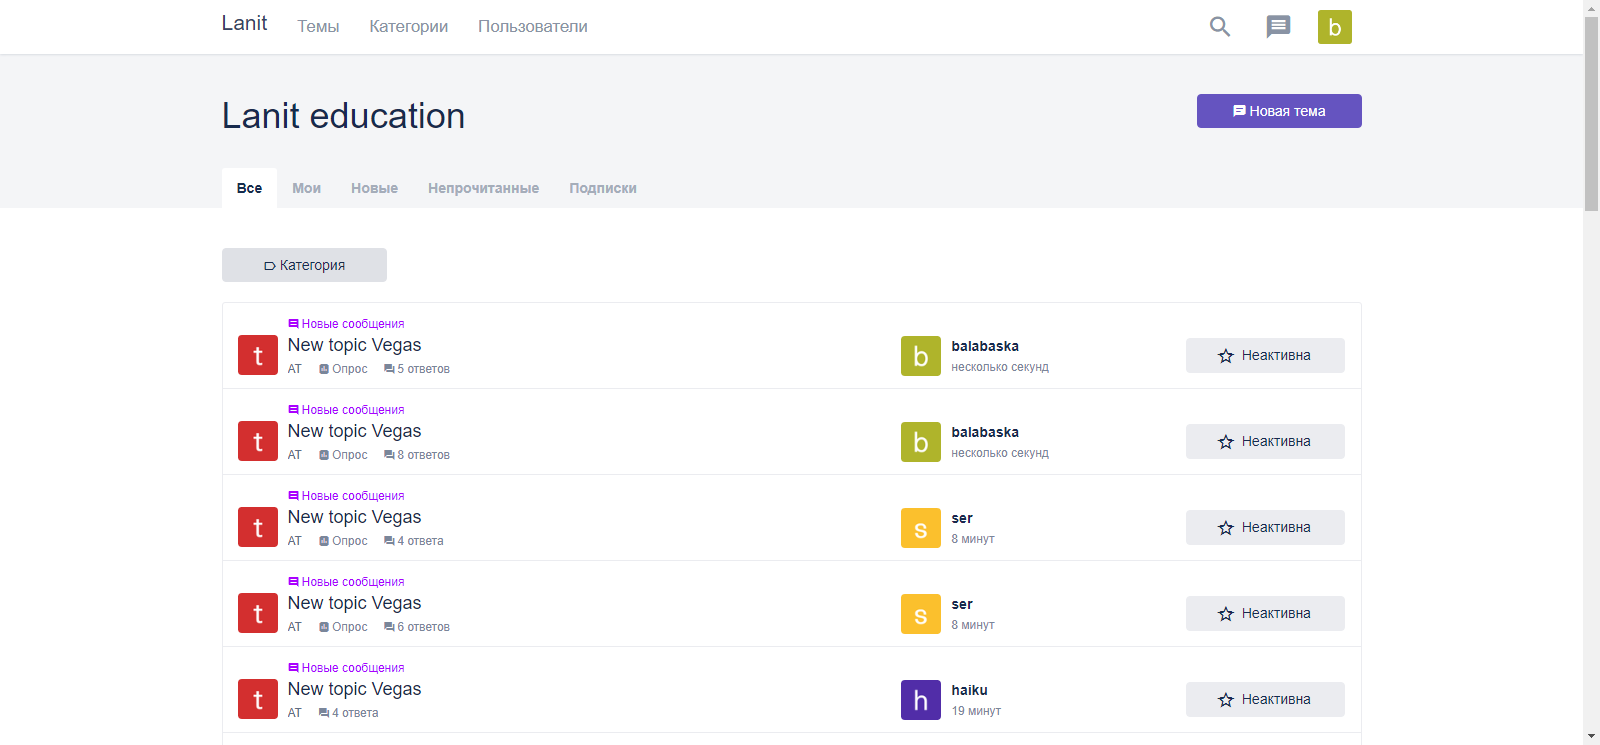 Lanit Темы Категории Пользователи b
Lanit education
Новая тема
Все Мои Новые Непрочитанные Подписки
Категория
Новые сообщения
t New topic Vegas b balabaska Неактивна
AT Опрос 5 ответов несколько секунд
Новые сообщения
t New topic Vegas b balabaska Неактивна
AT Опрос 8 ответов несколько секунд
Новые сообщения
t New topic Vegas s ser Неактивна
AT Опрос 4 ответа 8 минут
Новые сообщения
t New topic Vegas s ser Неактивна
AT Опрос 6 ответов 8 минут
Новые сообщения
t New topic Vegas h haiku Неактивна
AT 4 ответа 19 минут